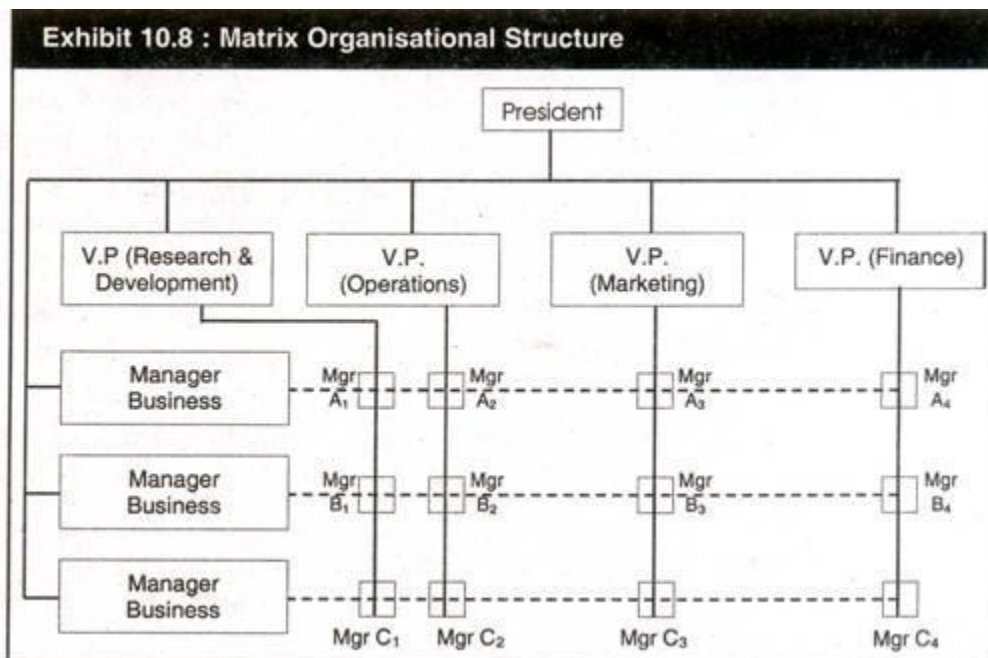 Exhibit 10.8 : Matrix Organisational Structure
President
V.P (Research &
Development)
V.P.
(Operations)
V.P.
(Marketing)
V.P. (Finance)
Manager
Business
Mgr
A₁
Mgr
A₂
Mgr
A₃
Mgr
A₄
Manager
Business
Mgr
B₁
Mgr
B₂
Mgr
B₃
Mgr
B₄
Manager
Business
Mgr C₁
Mgr C₂
Mgr C₃
Mgr C₄